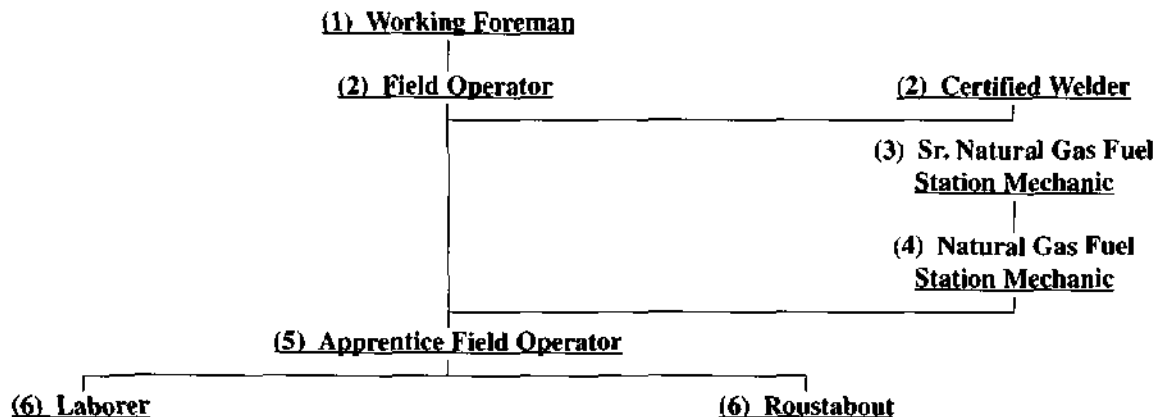 (1) Working Foreman
(2) Field Operator
(2) Certified Welder
(3) Sr. Natural Gas Fuel
Station Mechanic
(4) Natural Gas Fuel
Station Mechanic
(5) Apprentice Field Operator
(6) Laborer
(6) Roustabout